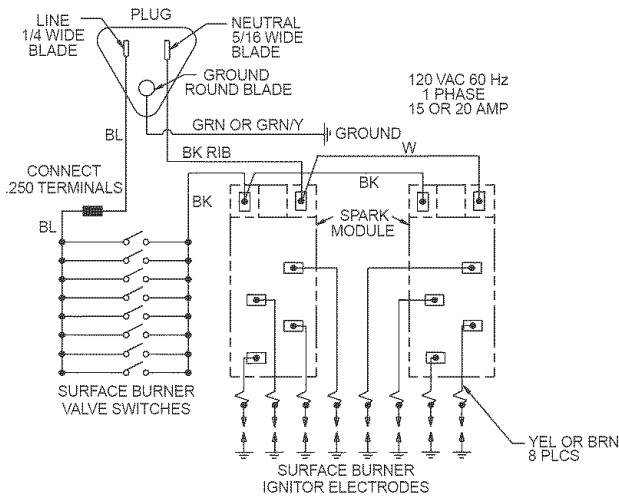 PLUG
LINE
1/4 WIDE
BLADE
NEUTRAL
5/16 WIDE
BLADE
GROUND
ROUND BLADE
120 VAC 60 Hz
1 PHASE
15 OR 20 AMP
GRN OR GRN/Y
GROUND
BL
BK RIB
W
CONNECT
.250 TERMINALS
BK
BK
BL
SPARK
MODULE
SURFACE BURNER
VALVE SWITCHES
YEL OR BRN
8 PLCS
SURFACE BURNER
IGNITOR ELECTRODES